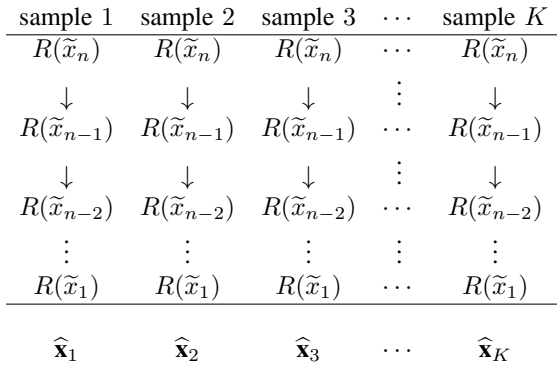 sample 1 sample 2 sample 3 ⋯ sample K
R(x̃ₙ) R(x̃ₙ) R(x̃ₙ) ⋯ R(x̃ₙ)
↓ ↓ ↓ ⋮ ↓
R(x̃ₙ₋₁) R(x̃ₙ₋₁) R(x̃ₙ₋₁) ⋯ R(x̃ₙ₋₁)
↓ ↓ ↓ ⋮ ↓
R(x̃ₙ₋₂) R(x̃ₙ₋₂) R(x̃ₙ₋₂) ⋯ R(x̃ₙ₋₂)
⋮ ⋮ ⋮ ⋮ ⋮
R(x̃₁) R(x̃₁) R(x̃₁) ⋯ R(x̃₁)
x̂₁ x̂₂ x̂₃ ⋯ x̂_K